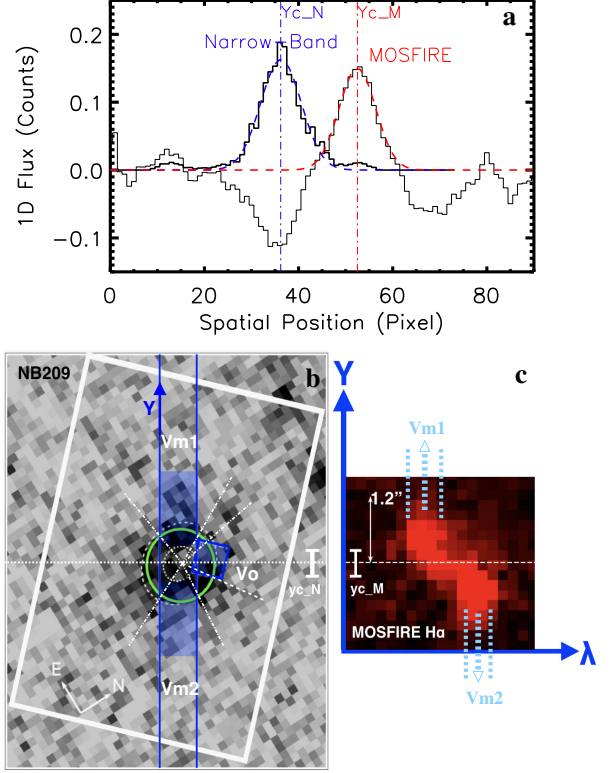 Yc_N Yc_M a
Narrow-Band MOSFIRE
1D Flux (Counts)
0.2
0.1
0.0
−0.1
0 20 40 60 80
Spatial Position (Pixel)
NB209 b
Y
Vm1
Vo
yc_N
Vm2
E N
c
Y
Vm1
1.2”
yc_M
MOSFIRE Hα
λ
Vm2